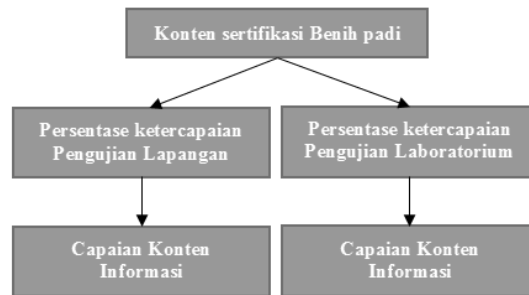 Konten sertifikasi Benih padi
Persentase ketercapaian
Pengujian Lapangan
Persentase ketercapaian
Pengujian Laboratorium
Capaian Konten
Informasi
Capaian Konten
Informasi